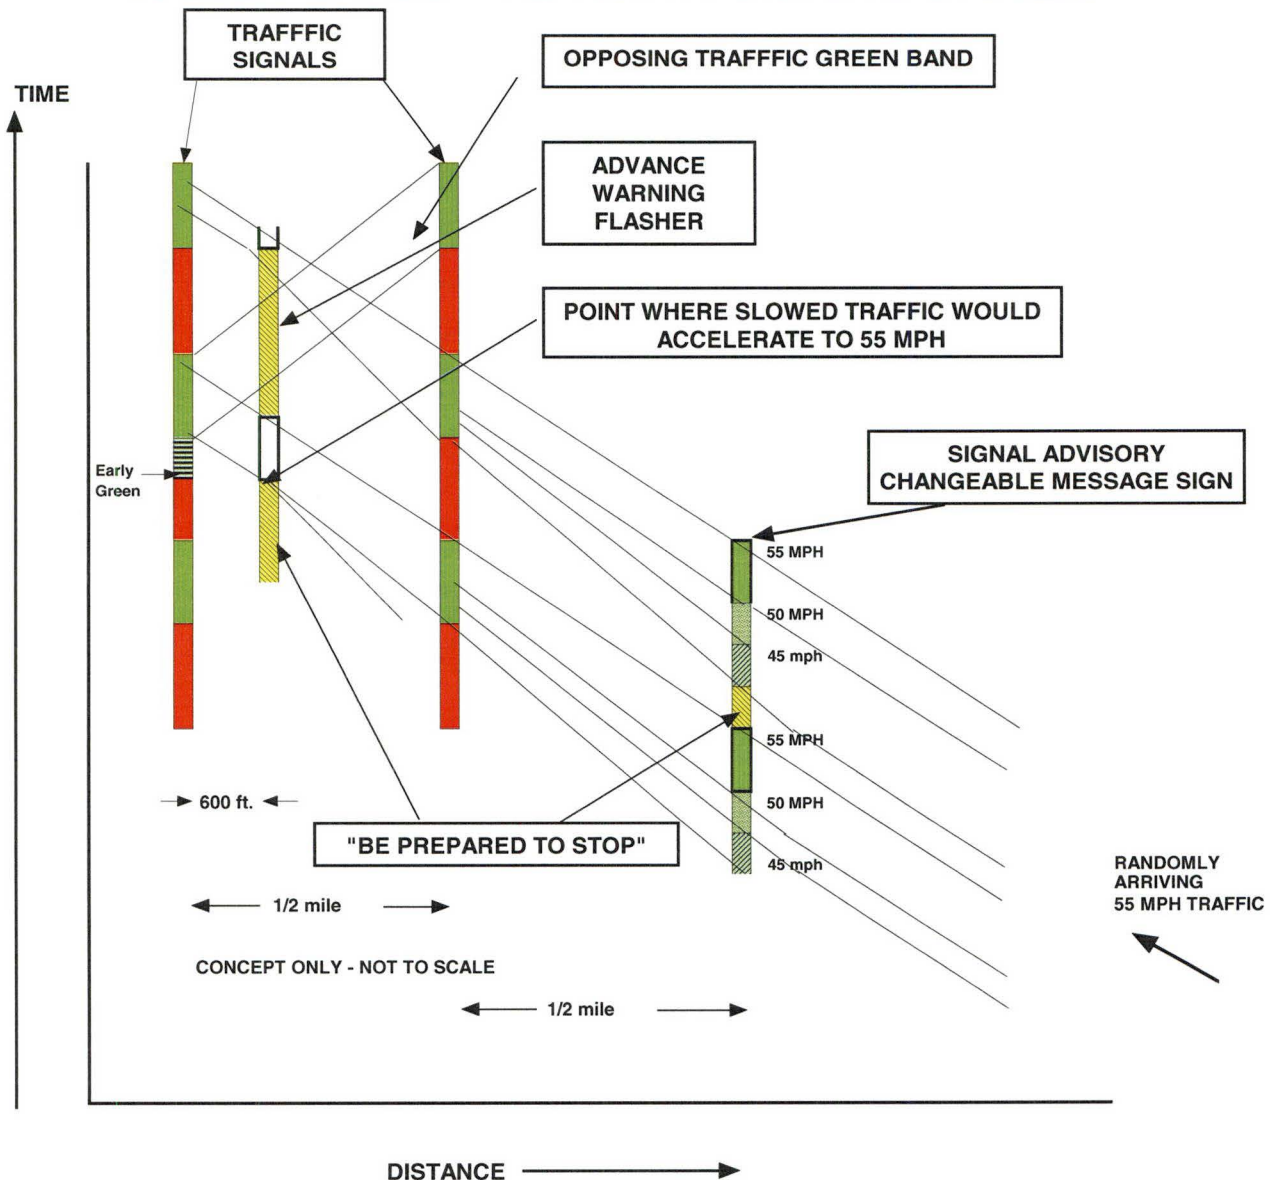 TRAFFFIC
SIGNALS
OPPOSING TRAFFFIC GREEN BAND
TIME
ADVANCE
WARNING
FLASHER
POINT WHERE SLOWED TRAFFIC WOULD
ACCELERATE TO 55 MPH
SIGNAL ADVISORY
CHANGEABLE MESSAGE SIGN
Early
Green
55 MPH
50 MPH
45 mph
55 MPH
50 MPH
45 mph
600 ft.
"BE PREPARED TO STOP"
RANDOMLY
ARRIVING
55 MPH TRAFFIC
1/2 mile
CONCEPT ONLY - NOT TO SCALE
1/2 mile
DISTANCE